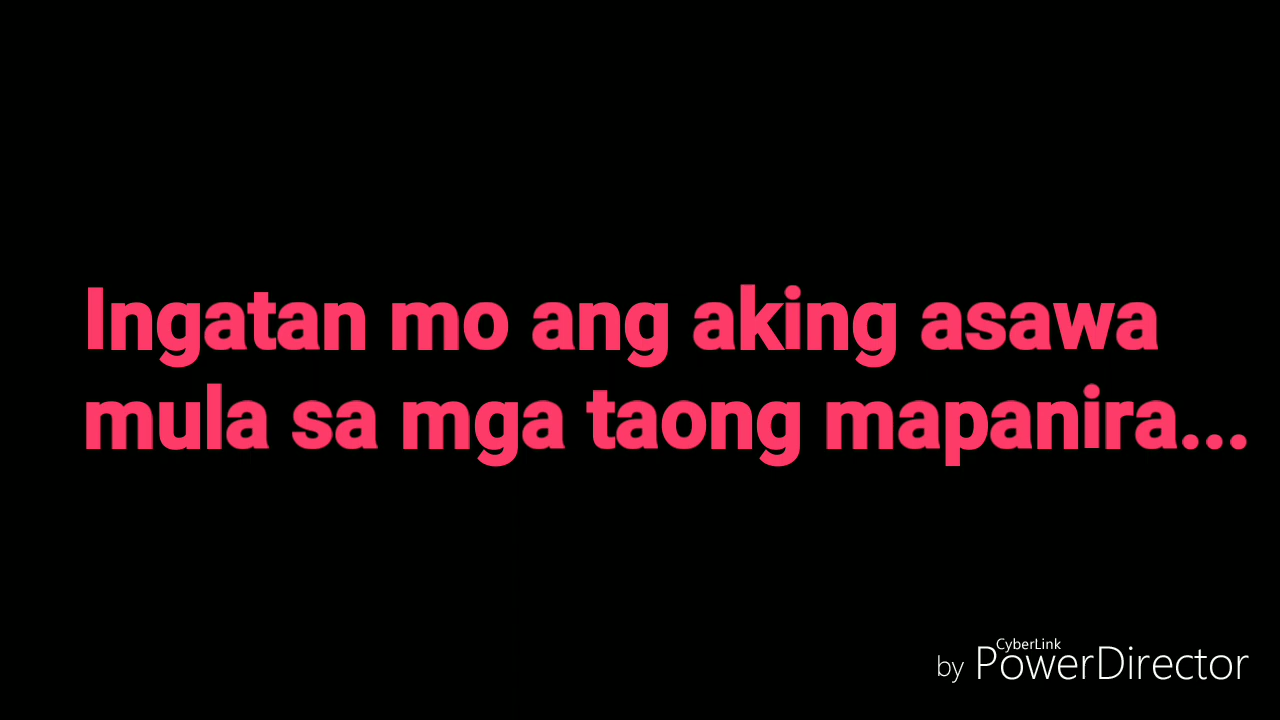 Ingatan mo ang aking asawa
mula sa mga taong mapanira...
by CyberLink PowerDirector